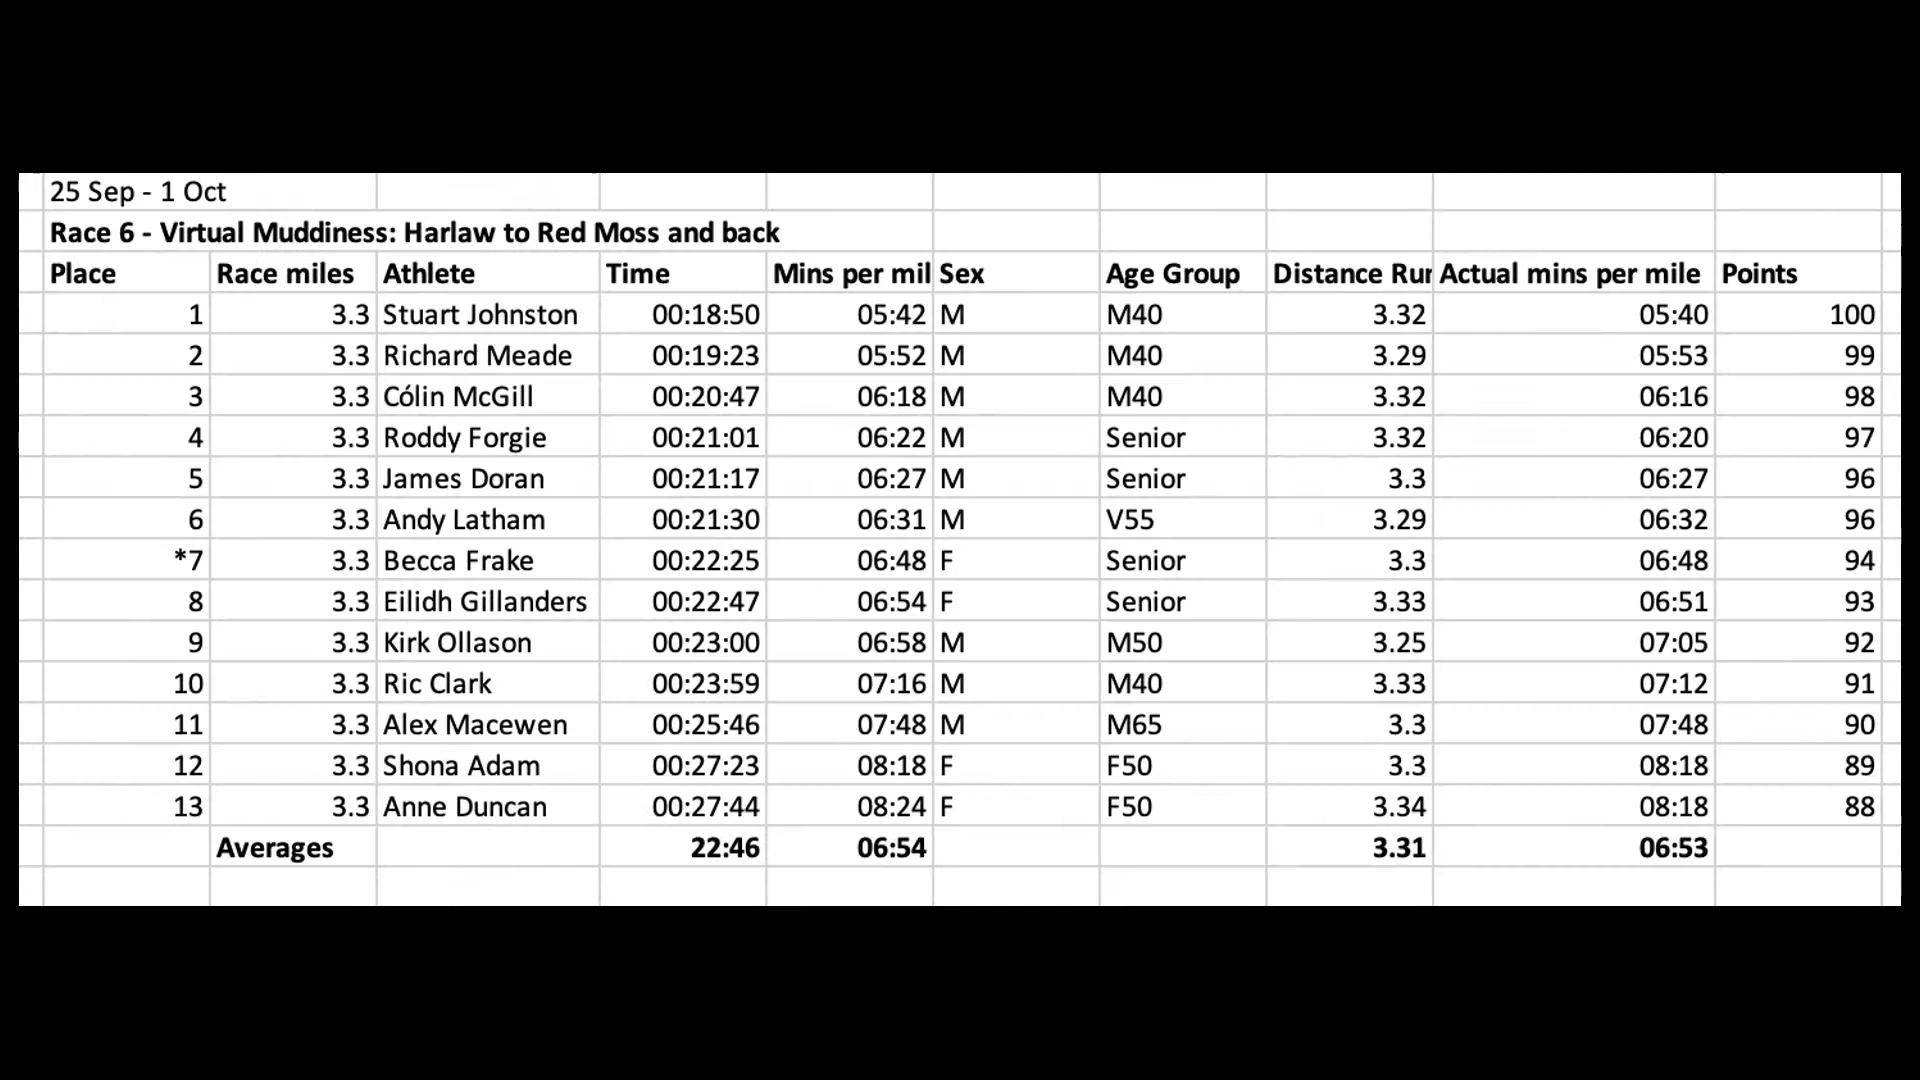 25 Sep - 1 Oct
Race 6 - Virtual Muddiness: Harlaw to Red Moss and back
Place Race miles Athlete Time Mins per mil Sex Age Group Distance Run Actual mins per mile Points
1 3.3 Stuart Johnston 00:18:50 05:42 M M40 3.32 05:40 100
2 3.3 Richard Meade 00:19:23 05:52 M M40 3.29 05:53 99
3 3.3 Cólin McGill 00:20:47 06:18 M M40 3.32 06:16 98
4 3.3 Roddy Forgie 00:21:01 06:22 M Senior 3.32 06:20 97
5 3.3 James Doran 00:21:17 06:27 M Senior 3.3 06:27 96
6 3.3 Andy Latham 00:21:30 06:31 M V55 3.29 06:32 96
*7 3.3 Becca Frake 00:22:25 06:48 F Senior 3.3 06:48 94
8 3.3 Eilidh Gillanders 00:22:47 06:54 F Senior 3.33 06:51 93
9 3.3 Kirk Ollason 00:23:00 06:58 M M50 3.25 07:05 92
10 3.3 Ric Clark 00:23:59 07:16 M M40 3.33 07:12 91
11 3.3 Alex Macewen 00:25:46 07:48 M M65 3.3 07:48 90
12 3.3 Shona Adam 00:27:23 08:18 F F50 3.3 08:18 89
13 3.3 Anne Duncan 00:27:44 08:24 F F50 3.34 08:18 88
Averages 22:46 06:54 3.31 06:53